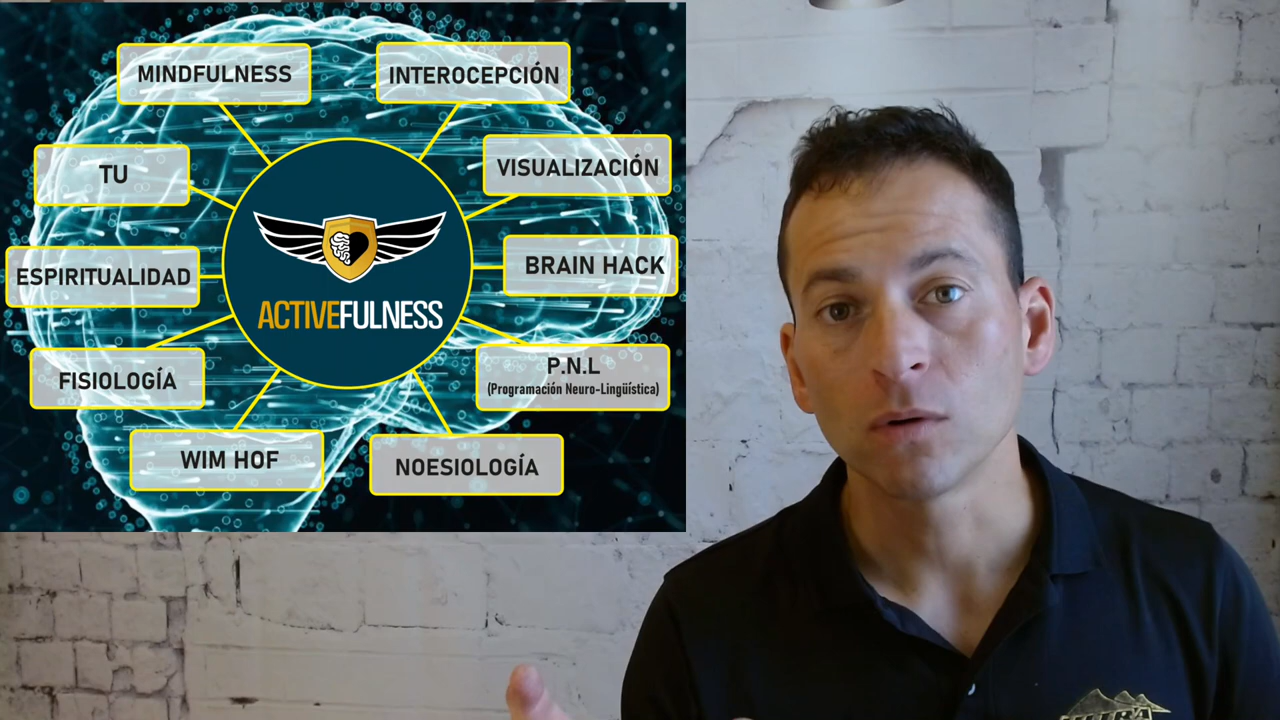 MINDFULNESS
INTEROCEPCIÓN
TU
VISUALIZACIÓN
ESPIRITUALIDAD
BRAIN HACK
ACTIVEFULNESS
FISIOLOGÍA
P.N.L
(Programación Neuro-Lingüística)
WIM HOF
NOESIOLOGÍA